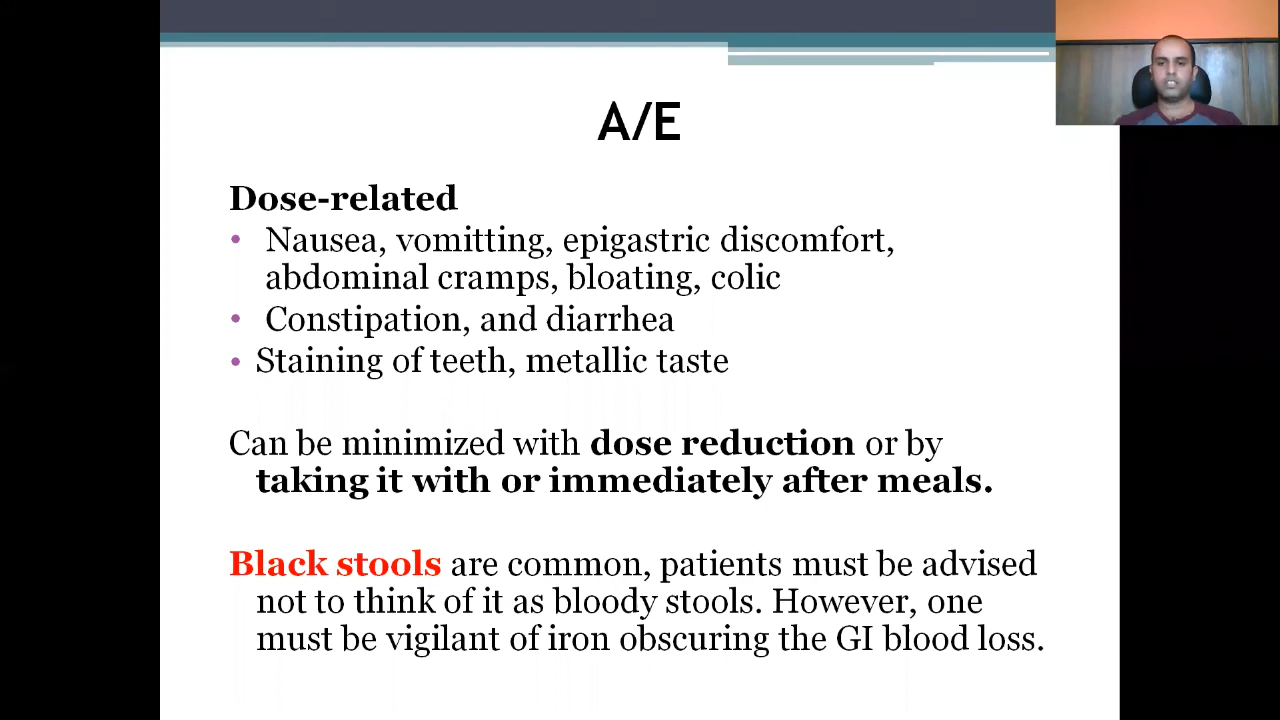 A/E
Dose-related
• Nausea, vomitting, epigastric discomfort,
abdominal cramps, bloating, colic
• Constipation, and diarrhea
• Staining of teeth, metallic taste
Can be minimized with dose reduction or by
taking it with or immediately after meals.
Black stools are common, patients must be advised
not to think of it as bloody stools. However, one
must be vigilant of iron obscuring the GI blood loss.